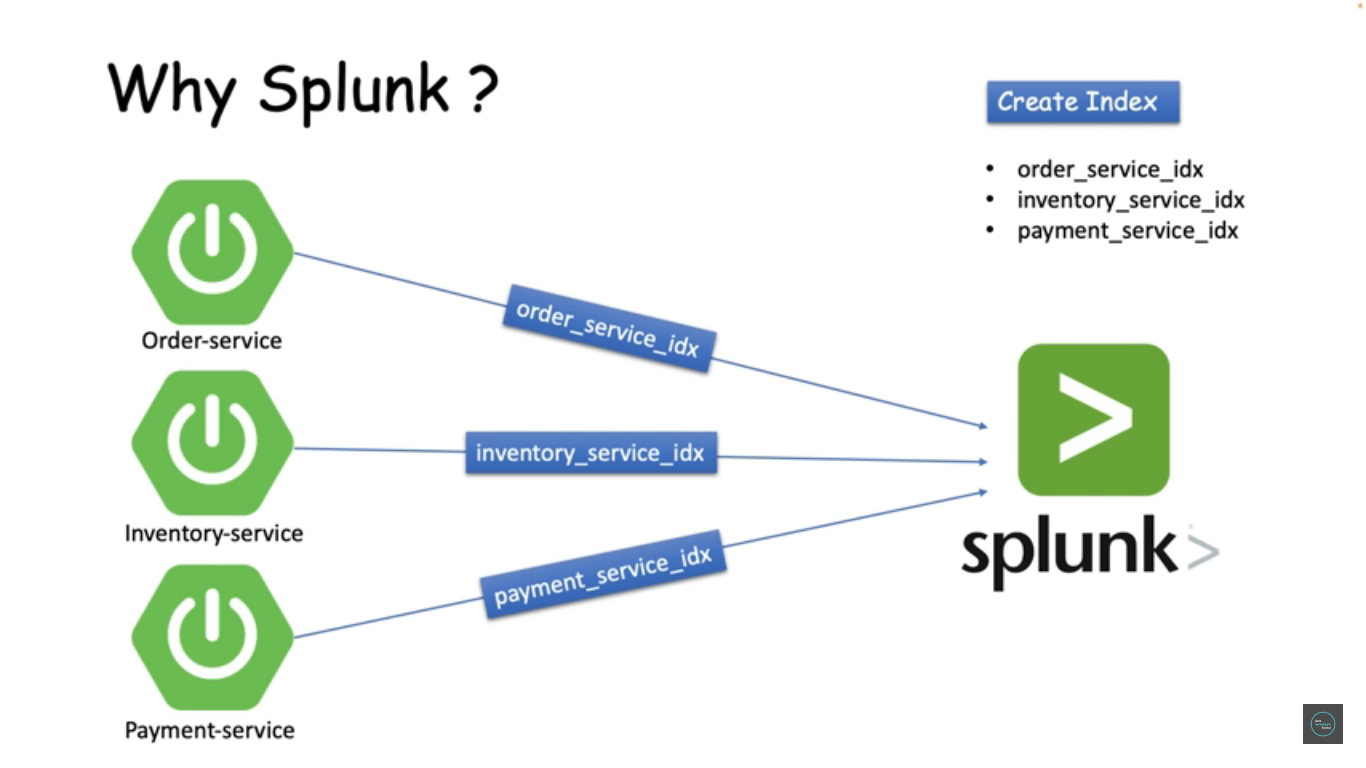 Why Splunk ?
Create Index
• order_service_idx
• inventory_service_idx
• payment_service_idx
Order-service
order_service_idx
Inventory-service
inventory_service_idx
Payment-service
payment_service_idx
splunk>